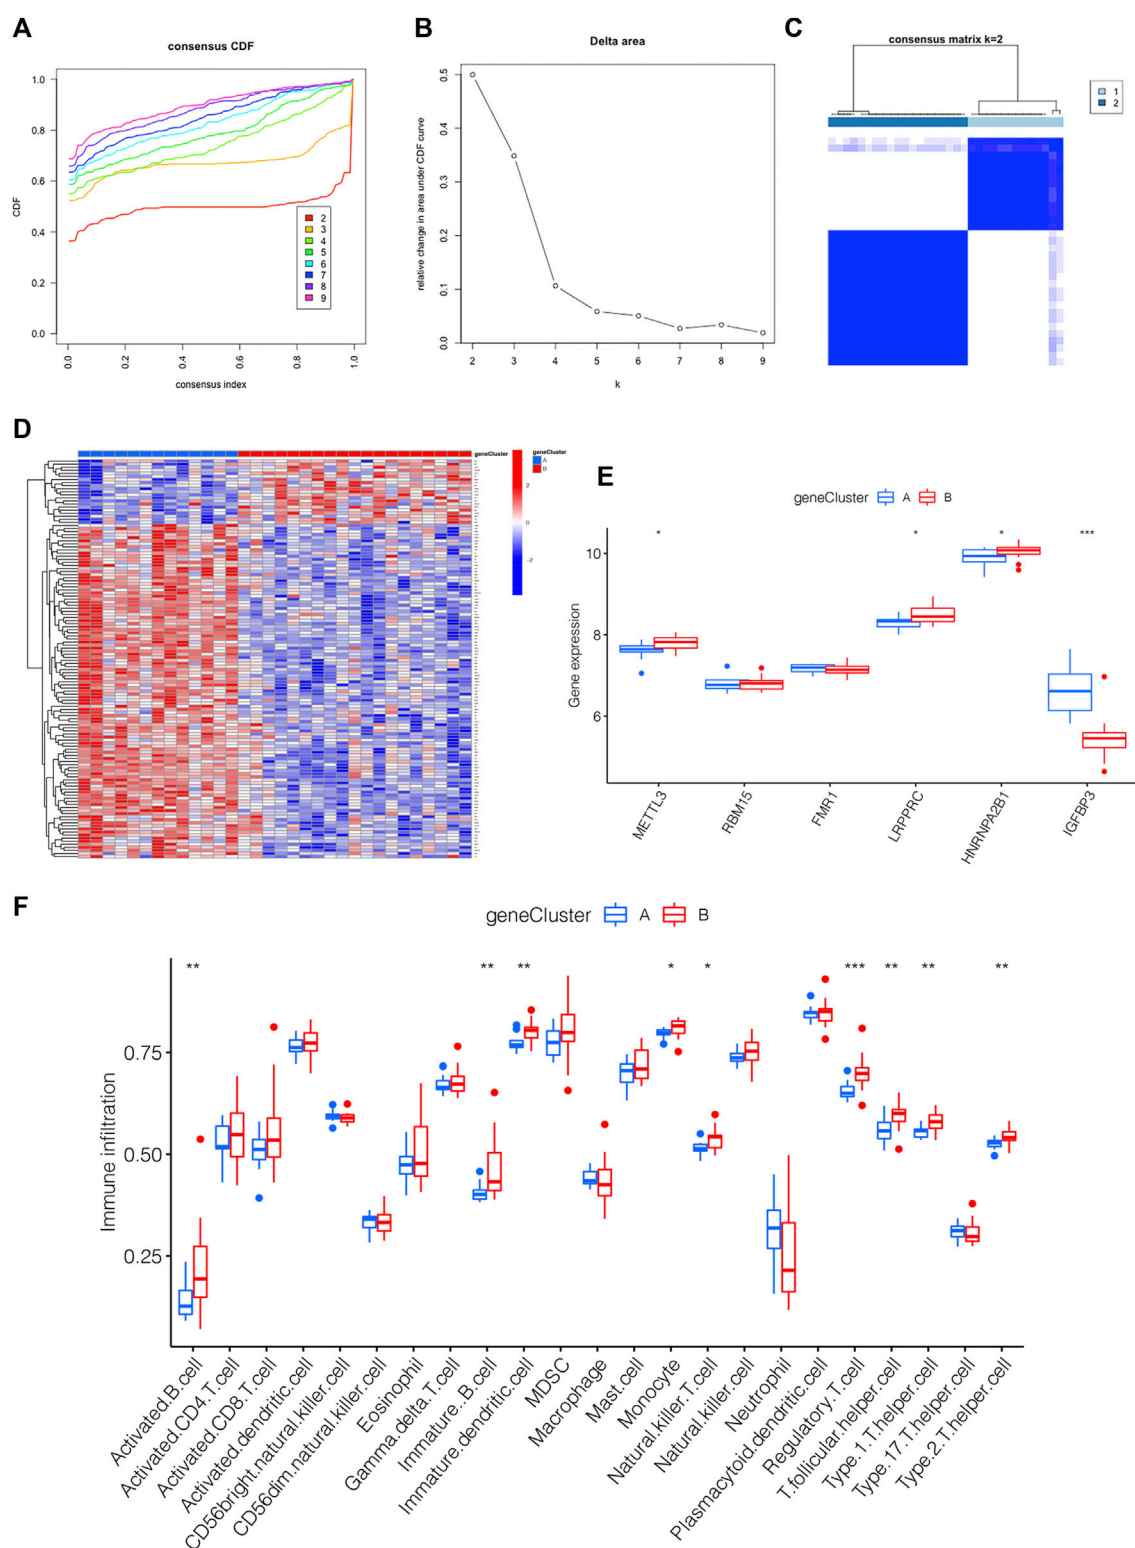 A
consensus CDF
CDF
1.0
0.8
0.6
0.4
0.2
0.0
2
3
4
5
6
7
8
9
0.0
0.2
0.4
0.6
0.8
1.0
consensus index
B
Delta area
relative change in area under CDF curve
0.5
0.4
0.3
0.2
0.1
0.0
2
3
4
5
6
7
8
9
k
C
consensus matrix k=2
1
2
D
geneCluster
2
0
-2
geneCluster
A
B
E
geneCluster A B
Gene expression
10
8
6
* * * ***
METTL3
RBM15
FMR1
LRPPRC
HNRNPA2B1
IGFBP3
F
geneCluster A B
Immune infiltration
0.75
0.50
0.25
** ** ** * * *** ** ** **
Activated.B.cell
Activated.CD4.T.cell
Activated.CD8.T.cell
Activated.dendritic.cell
CD56bright.natural.killer.cell
CD56dim.natural.killer.cell
Eosinophil
Gamma.delta.T.cell
Immature.B.cell
Immature.dendritic.cell
MDSC
Macrophage
Mast.cell
Monocyte
Natural.killer.T.cell
Natural.killer.cell
Neutrophil
Plasmacytoid.dendritic.cell
Regulatory.T.cell
T.follicular.helper.cell
Type.1.T.helper.cell
Type.17.T.helper.cell
Type.2.T.helper.cell